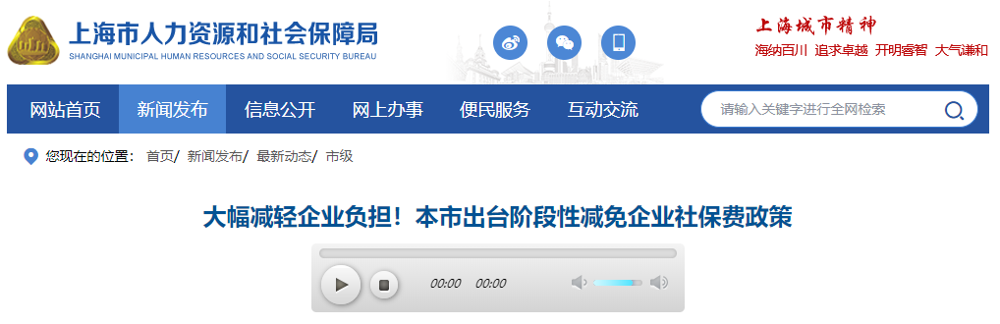 上海市人力资源和社会保障局
SHANGHAI MUNICIPAL HUMAN RESOURCES AND SOCIAL SECURITY BUREAU
上海城市精神
海纳百川 追求卓越 开明睿智 大气谦和
网站首页 新闻发布 信息公开 网上办事 便民服务 互动交流 请输入关键字进行全网检索
您现在的位置： 首页/ 新闻发布/ 最新动态/ 市级
大幅减轻企业负担！本市出台阶段性减免企业社保费政策
00:00 00:00